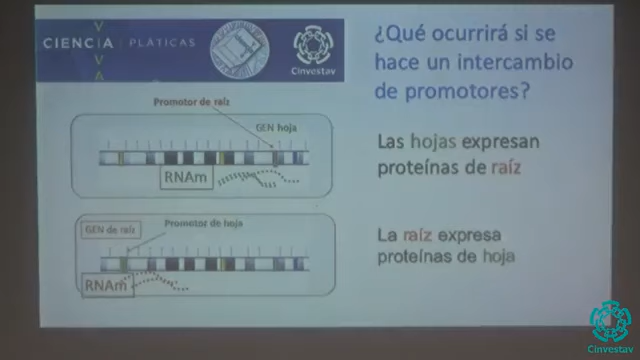 CIENCIA | PLÁTICAS
VIVA
Cinvestav
¿Qué ocurrirá si se
hace un intercambio
de promotores?
Promotor de raíz
GEN hoja
RNAm
Las hojas expresan
proteínas de raíz
GEN de raíz
Promotor de hoja
RNAm
La raíz expresa
proteínas de hoja
Cinvestav